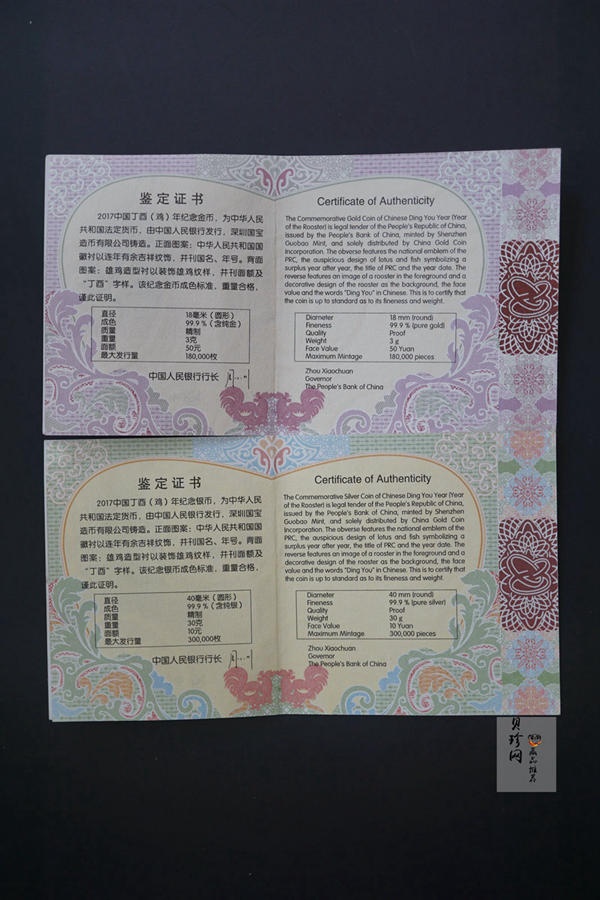 鉴定证书
2017中国丁酉（鸡）年纪念金币，为中华人民
共和国法定货币，由中国人民银行发行，深圳国宝
造币有限公司铸造。正面图案：中华人民共和国国
徽衬以连年有余吉祥纹饰，并刊国名、年号。背面
图案：雄鸡造型衬以装饰雄鸡纹样，并刊面额及
“丁酉”字样。该纪念金币成色标准，重量合格，
谨此证明。
直径 18毫米（圆形）
成色 99.9％（含纯金）
质量 精制
重量 3克
面额 50元
最大发行量 180,000枚
中国人民银行行长
Certificate of Authenticity
The Commemorative Gold Coin of Chinese Ding You Year (Year
of the Rooster) is legal tender of the People's Republic of China,
issued by the People's Bank of China, minted by Shenzhen
Guobao Mint, and solely distributed by China Gold Coin
Incorporation. The obverse features the national emblem of the
PRC, the auspicious design of lotus and fish symbolizing a
surplus year after year, the title of PRC and the year date. The
reverse features an image of a rooster in the foreground and a
decorative design of the rooster as the background, the face
value and the words "Ding You" in Chinese. This is to certify that
the coin is up to standard as to its fineness and weight.
Diameter 18 mm (round)
Fineness 99.9 % (pure gold)
Quality Proof
Weight 3 g
Face Value 50 Yuan
Maximum Mintage 180,000 pieces
Zhou Xiaochuan
Governor
The People's Bank of China
鉴定证书
2017中国丁酉（鸡）年纪念银币，为中华人民
共和国法定货币，由中国人民银行发行，深圳国宝
造币有限公司铸造。正面图案：中华人民共和国国
徽衬以连年有余吉祥纹饰，并刊国名、年号。背面
图案：雄鸡造型衬以装饰雄鸡纹样，并刊面额及
“丁酉”字样。该纪念银币成色标准，重量合格，
谨此证明。
直径 40毫米（圆形）
成色 99.9％（含纯银）
质量 精制
重量 30克
面额 10元
最大发行量 300,000枚
中国人民银行行长
Certificate of Authenticity
The Commemorative Silver Coin of Chinese Ding You Year (Year
of the Rooster) is legal tender of the People's Republic of China,
issued by the People's Bank of China, minted by Shenzhen
Guobao Mint, and solely distributed by China Gold Coin
Incorporation. The obverse features the national emblem of the
PRC, the auspicious design of lotus and fish symbolizing a
surplus year after year, the title of PRC and the year date. The
reverse features an image of a rooster in the foreground and a
decorative design of the rooster as the background, the face
value and the words "Ding You" in Chinese. This is to certify that
the coin is up to standard as to its fineness and weight.
Diameter 40 mm (round)
Fineness 99.9 % (pure silver)
Quality Proof
Weight 30 g
Face Value 10 Yuan
Maximum Mintage 300,000 pieces
Zhou Xiaochuan
Governor
The People's Bank of China
贝珍网
藏品推荐